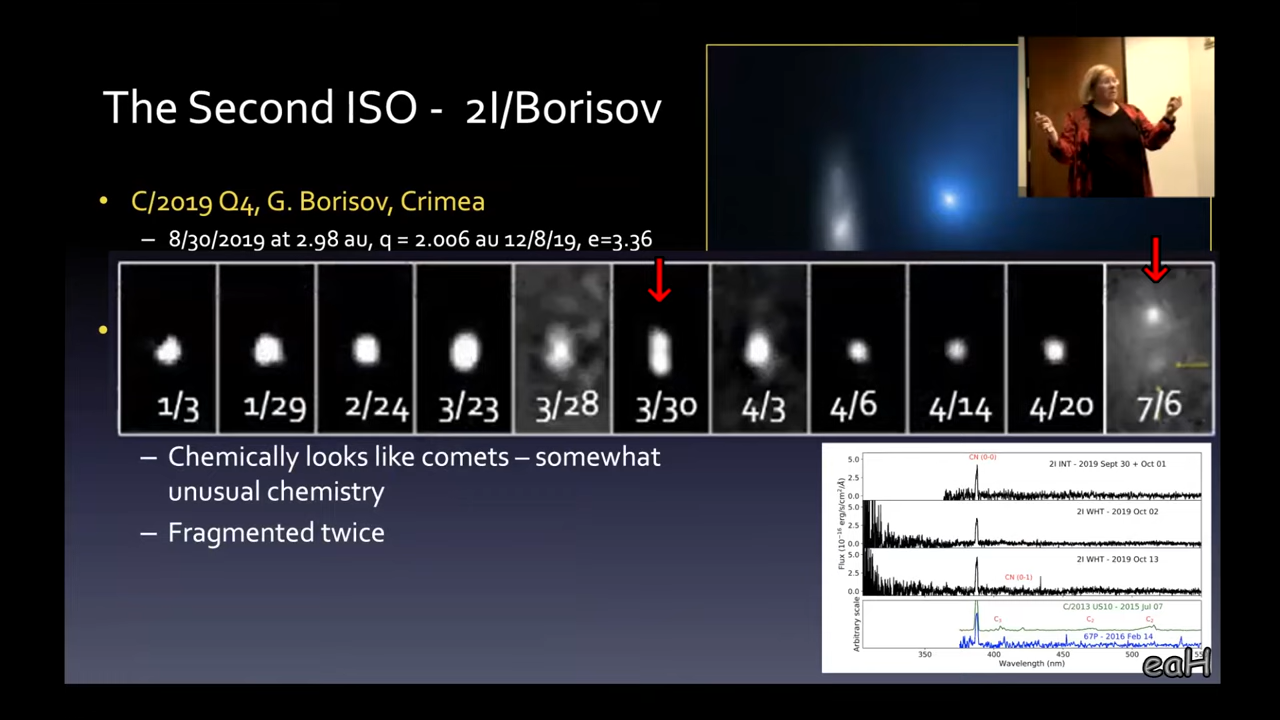 The Second ISO - 2I/Borisov
• C/2019 Q4, G. Borisov, Crimea
– 8/30/2019 at 2.98 au, q = 2.006 au 12/8/19, e=3.36
1/3 1/29 2/24 3/23 3/28 3/30 4/3 4/6 4/14 4/20 7/6
– Chemically looks like comets – somewhat
unusual chemistry
– Fragmented twice
CN (0-0)
2I INT - 2019 Sept 30 + Oct 01
5.0
2.5
0.0
2I WHT - 2019 Oct 02
5.0
2.5
0.0
2I WHT - 2019 Oct 13
5.0
2.5
0.0
CN (0-1)
Flux (10⁻¹⁶ erg/s/cm²/Å)
C/2013 US10 - 2015 Jul 07
C₃ C₂ C₂
67P - 2016 Feb 14
Arbitrary scale
350 400 450 500 55
Wavelength (nm)
eaH